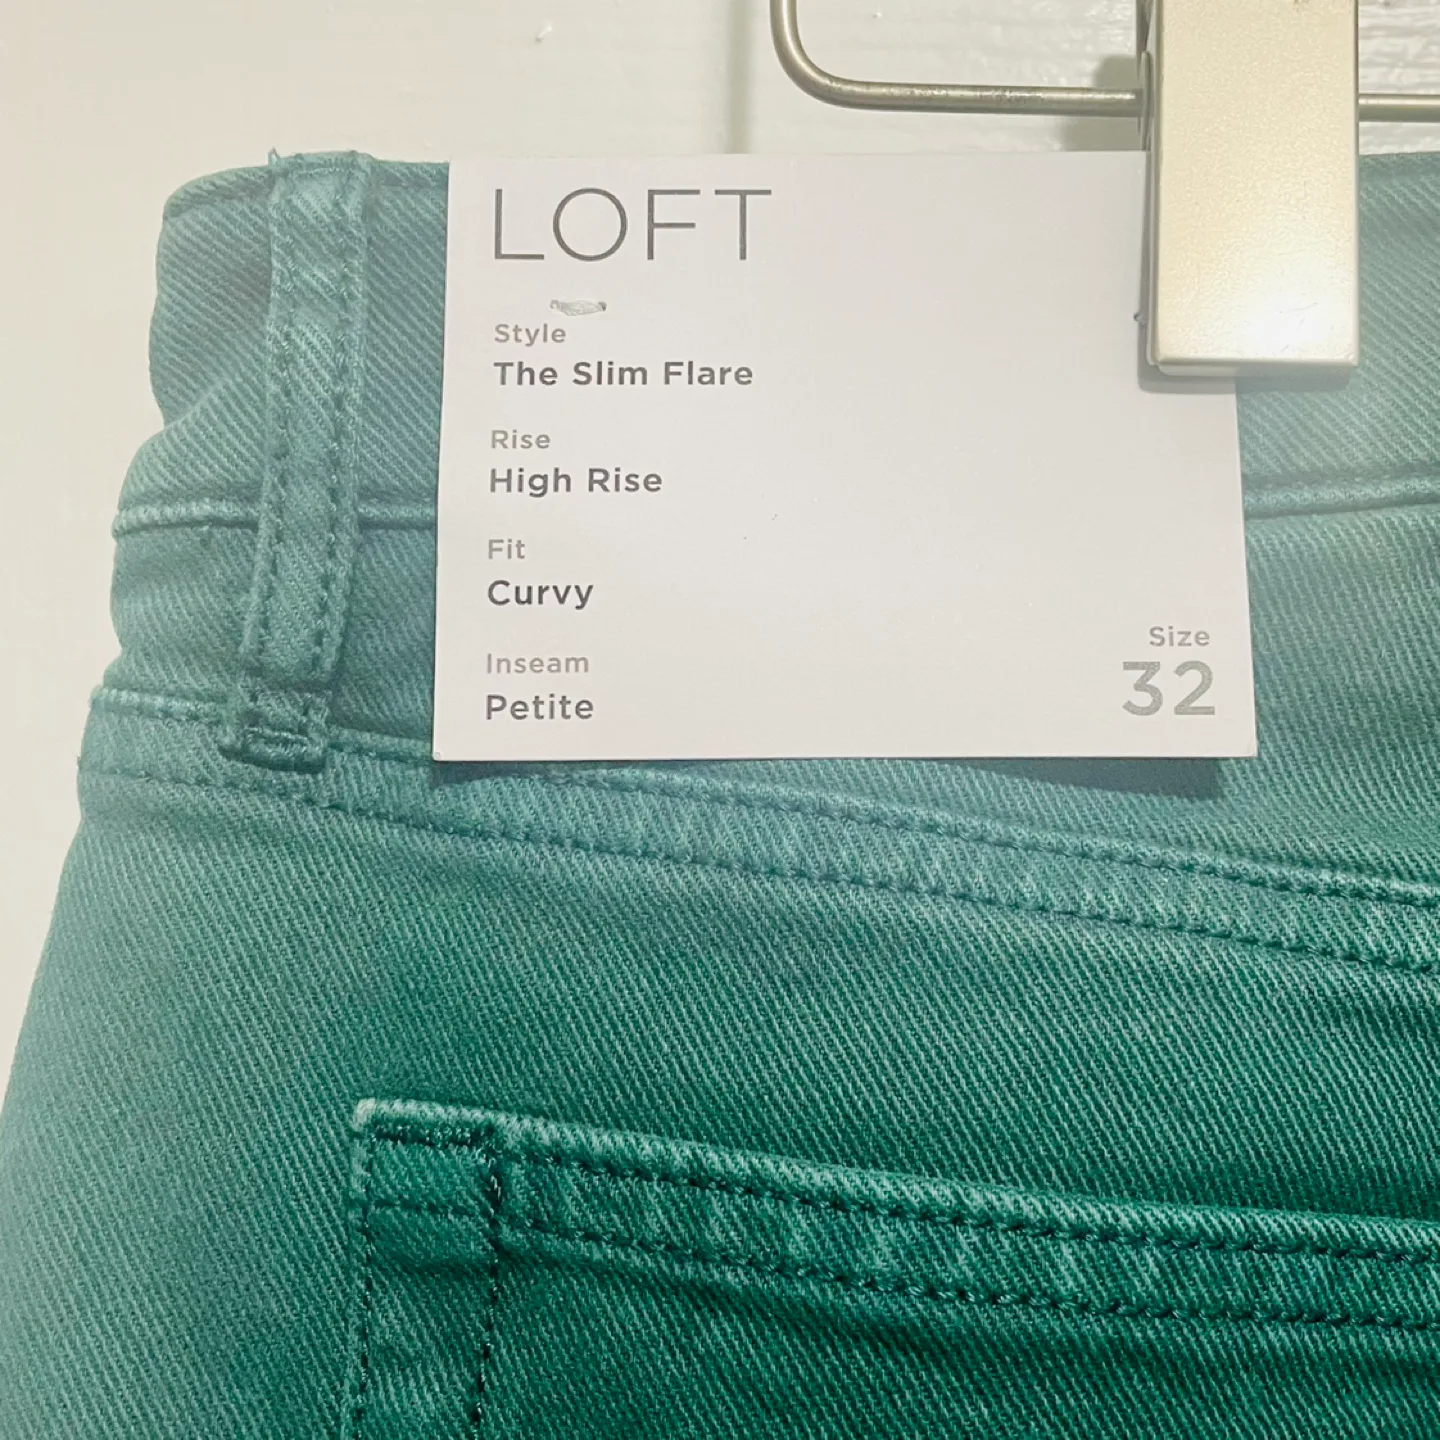 LOFT
Style
The Slim Flare
Rise
High Rise
Fit
Curvy
Inseam
Petite
Size
32